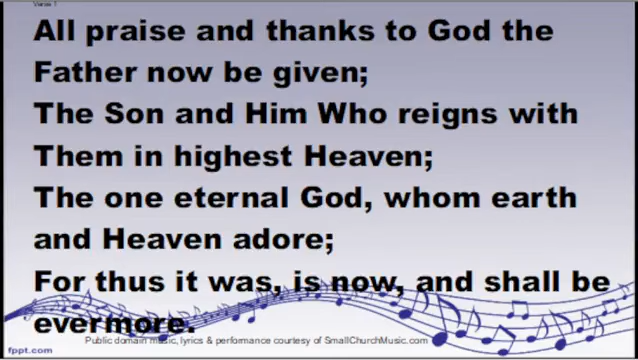 Verse 1
All praise and thanks to God the
Father now be given;
The Son and Him Who reigns with
Them in highest Heaven;
The one eternal God, whom earth
and Heaven adore;
For thus it was, is now, and shall be
evermore.
Public domain music, lyrics & performance courtesy of SmallChurchMusic.com
fppt.com